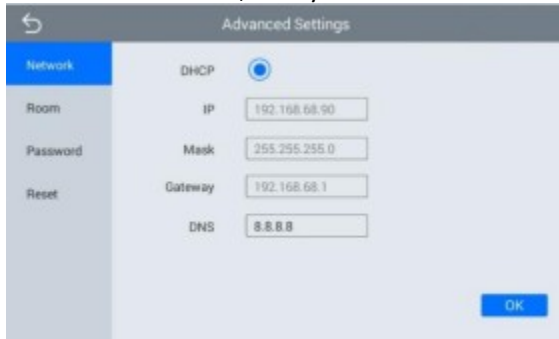 Advanced Settings
Network
Room
Password
Reset
DHCP
IP 192.168.68.90
Mask 255.255.255.0
Gateway 192.168.68.1
DNS 8.8.8.8
OK